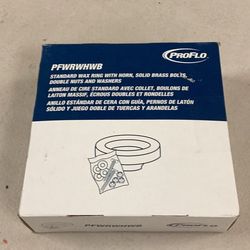 PROFLO
PFWRWHWB
STANDARD WAX RING WITH HORN, SOLID BRASS BOLTS,
DOUBLE NUTS AND WASHERS
ANNEAU DE CIRE STANDARD AVEC COLLET, BOULONS DE
LAITON MASSIF, ÉCROUS DOUBLES ET RONDELLES
ANILLO ESTÁNDAR DE CERA CON GUÍA, PERNOS DE LATÓN
SÓLIDO Y JUEGO DOBLE DE TUERCAS Y ARANDELAS
PFWRWHWB